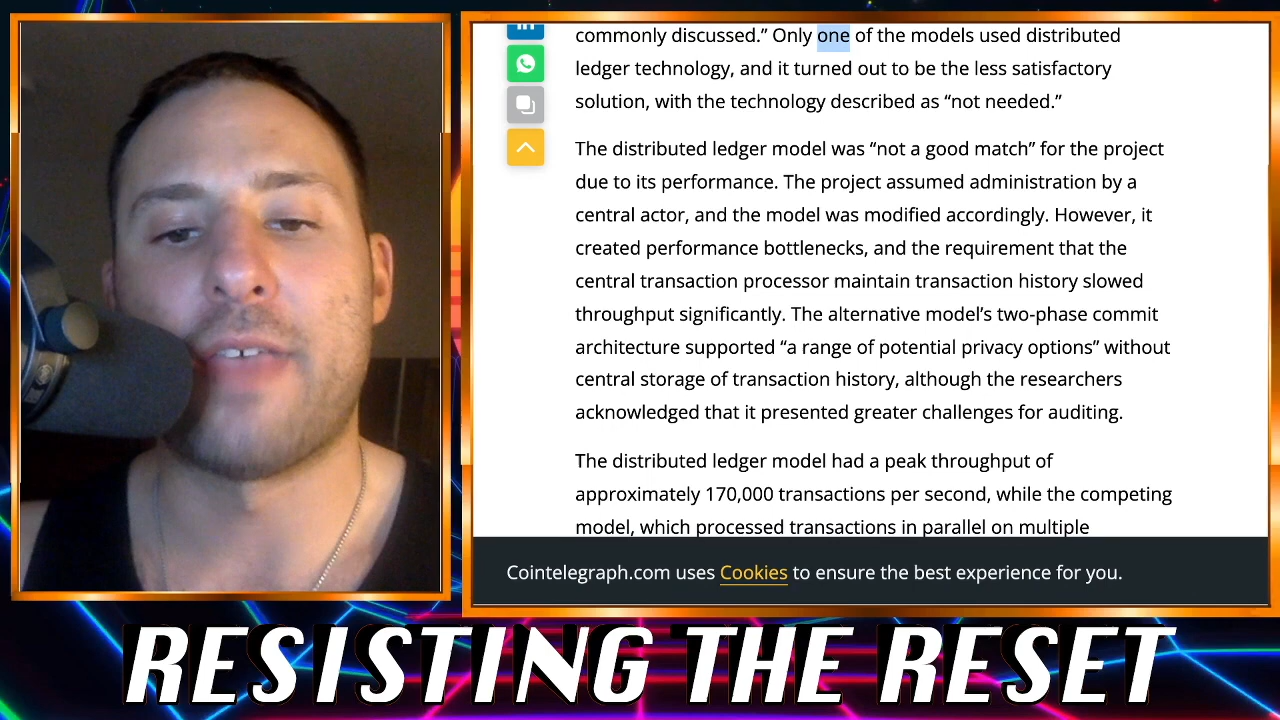 commonly discussed.” Only one of the models used distributed
ledger technology, and it turned out to be the less satisfactory
solution, with the technology described as “not needed.”
The distributed ledger model was “not a good match” for the project
due to its performance. The project assumed administration by a
central actor, and the model was modified accordingly. However, it
created performance bottlenecks, and the requirement that the
central transaction processor maintain transaction history slowed
throughput significantly. The alternative model’s two-phase commit
architecture supported “a range of potential privacy options” without
central storage of transaction history, although the researchers
acknowledged that it presented greater challenges for auditing.
The distributed ledger model had a peak throughput of
approximately 170,000 transactions per second, while the competing
model, which processed transactions in parallel on multiple
Cointelegraph.com uses Cookies to ensure the best experience for you.
RESISTING THE RESET